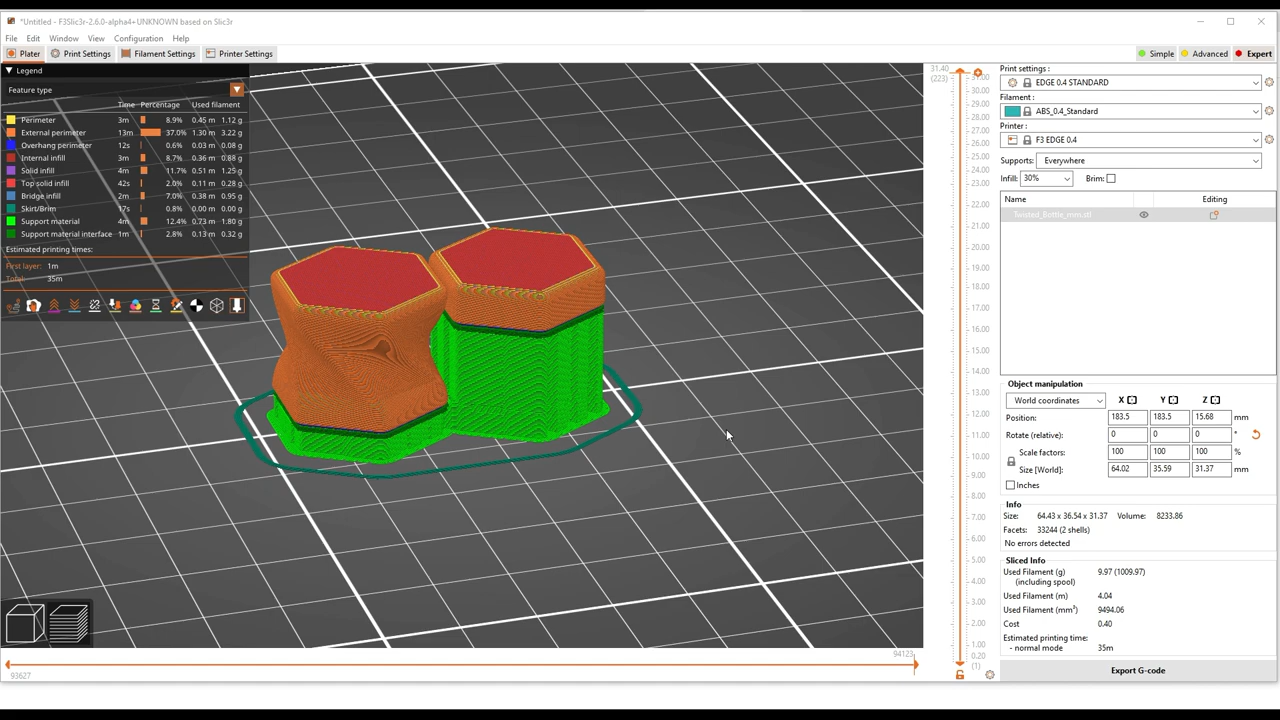 *Untitled - F3Slic3r-2.6.0-alpha4+UNKNOWN based on Slic3r
File Edit Window View Configuration Help
Plater Print Settings Filament Settings Printer Settings Simple Advanced Expert
Legend
Feature type
Time Percentage Used filament
Perimeter 3m 8.9% 0.45 m 1.12 g
External perimeter 13m 37.0% 1.30 m 3.22 g
Overhang perimeter 12s 0.6% 0.03 m 0.08 g
Internal infill 3m 8.7% 0.36 m 0.88 g
Solid infill 4m 11.7% 0.51 m 1.25 g
Top solid infill 42s 2.0% 0.11 m 0.28 g
Bridge infill 2m 7.0% 0.38 m 0.95 g
Skirt/Brim 17s 0.8% 0.00 m 0.00 g
Support material 4m 12.4% 0.73 m 1.80 g
Support material interface 1m 2.8% 0.13 m 0.32 g
Estimated printing times:
First layer: 1m
Total: 35m
31.40
(223)
31.00
30.00
29.00
28.00
27.00
26.00
25.00
24.00
23.00
22.00
21.00
20.00
19.00
18.00
17.00
16.00
15.00
14.00
13.00
12.00
11.00
10.00
9.00
8.00
7.00
6.00
5.00
4.00
3.00
2.00
1.00
0.20
(1)
94123
93627
Print settings :
EDGE 0.4 STANDARD
Filament :
ABS_0.4_Standard
Printer :
F3 EDGE 0.4
Supports: Everywhere
Infill: 30% Brim:
Name Editing
Twisted_Bottle_mm.stl
Object manipulation
World coordinates X Y Z
Position: 183.5 183.5 15.68 mm
Rotate (relative): 0 0 0 °
Scale factors: 100 100 100 %
Size [World]: 64.02 35.59 31.37 mm
Inches
Info
Size: 64.43 x 36.54 x 31.37 Volume: 8233.86
Facets: 33244 (2 shells)
No errors detected
Sliced Info
Used Filament (g) 9.97 (1009.97)
(including spool)
Used Filament (m) 4.04
Used Filament (mm³) 9494.06
Cost 0.40
Estimated printing time:
- normal mode 35m
Export G-code